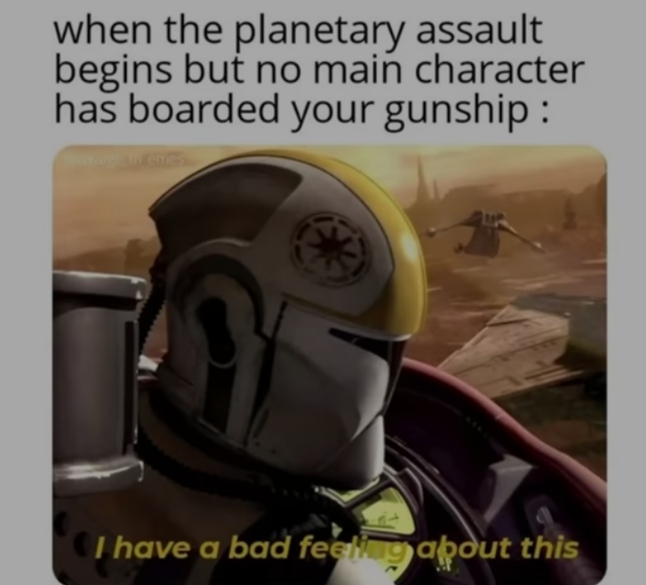 when the planetary assault
begins but no main character
has boarded your gunship :
I have a bad feeling about this